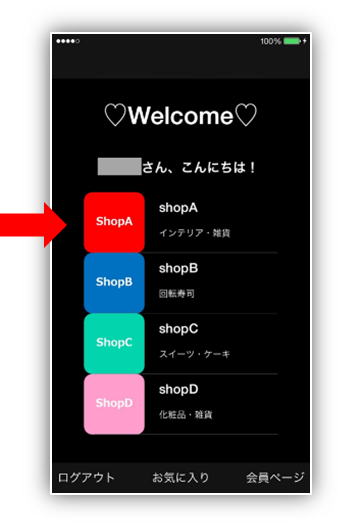 100%
♡Welcome♡
さん、こんにちは！
ShopA
shopA
インテリア・雑貨
ShopB
shopB
回転寿司
ShopC
shopC
スイーツ・ケーキ
ShopD
shopD
化粧品・雑貨
ログアウト お気に入り 会員ページ